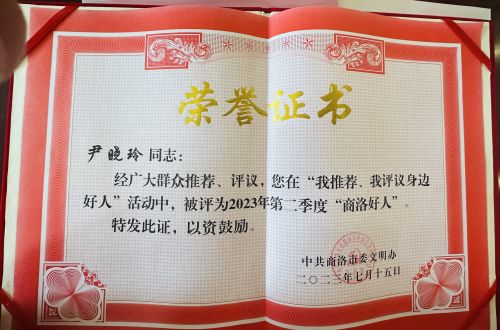 荣誉证书
尹晓玲 同志：
经广大群众推荐、评议，您在“我推荐、我评议身边
好人”活动中，被评为2023年第二季度“商洛好人”。
特发此证，以资鼓励。
中共商洛市委文明办
二〇二三年七月十五日